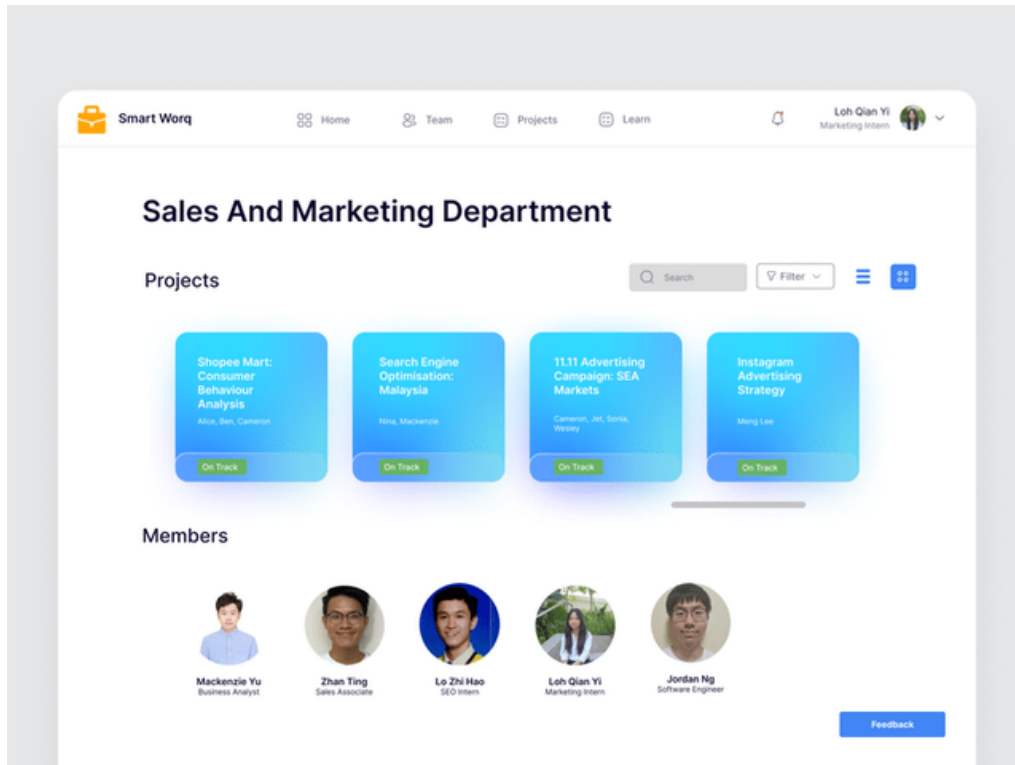 Smart Worq
Home
Team
Projects
Learn
Loh Qian Yi
Marketing Intern
Sales And Marketing Department
Projects
Search
Filter
Shopee Mart:
Consumer
Behaviour
Analysis
Alice, Ben, Cameron
On Track
Search Engine
Optimisation:
Malaysia
Nina, Mackenzie
On Track
11.11 Advertising
Campaign: SEA
Markets
Cameron, Jet, Sonia,
Wesley
On Track
Instagram
Advertising
Strategy
Meng Lee
On Track
Members
Mackenzie Yu
Business Analyst
Zhan Ting
Sales Associate
Lo Zhi Hao
SEO Intern
Loh Qian Yi
Marketing Intern
Jordan Ng
Software Engineer
Feedback